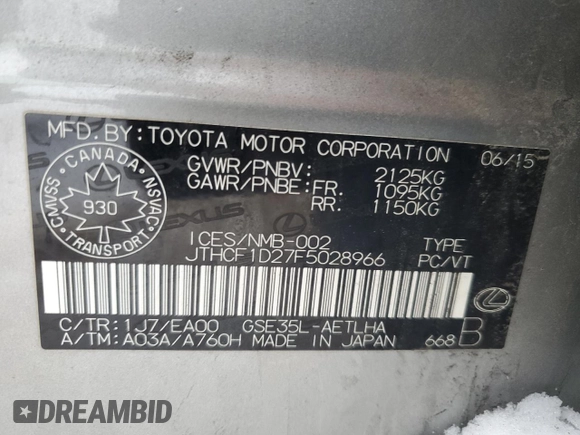 MFD. BY: TOYOTA MOTOR CORPORATION 06/15
GVWR/PNBV: 2125KG
GAWR/PNBE: FR. 1095KG
RR. 1150KG
CANADA
CMVSS NSVAC
930
TRANSPORT
LEXUS
ICES/NMB-002 TYPE
JTHCF1D27F5028966 PC/VT
C/TR: 1J7/EA00 GSE35L-AETLHA
A/TM: A03A/A760H MADE IN JAPAN 668 B
DREAMBID